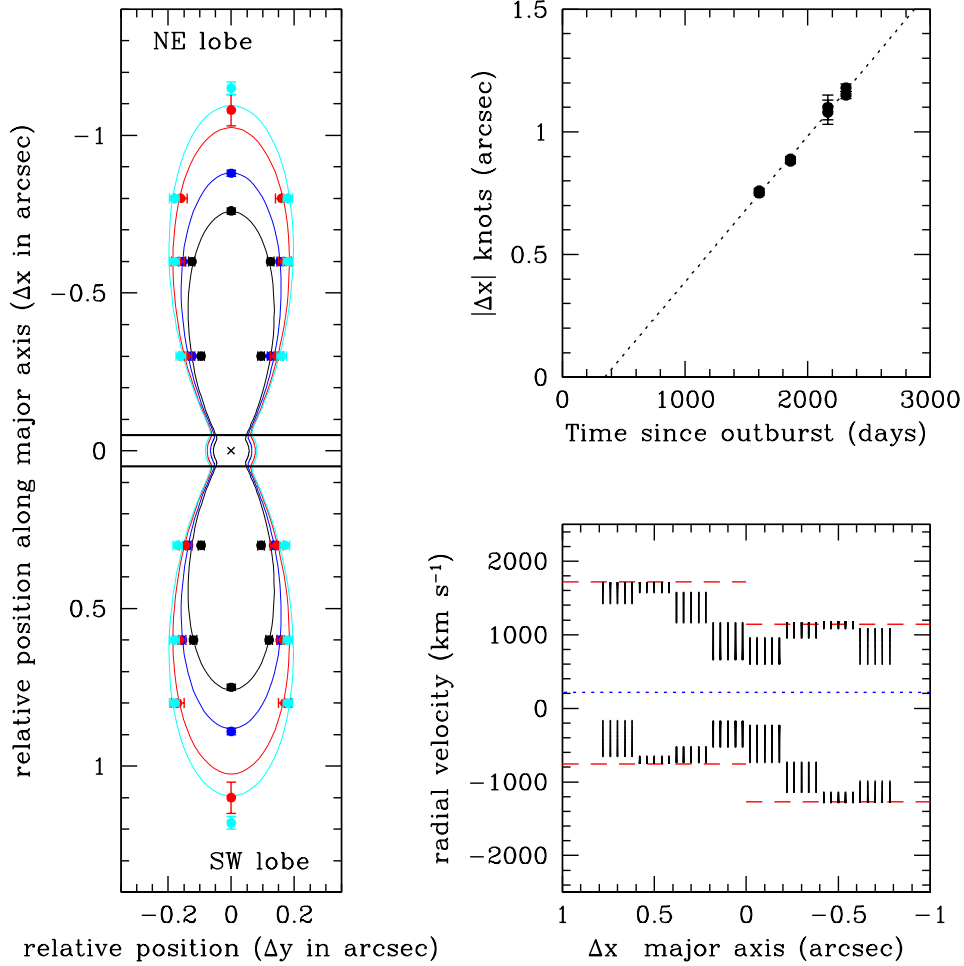 NE lobe
-1
-0.5
0
0.5
1
SW lobe
-0.2 0 0.2
relative position (Δy in arcsec)
relative position along major axis (Δx in arcsec)
1.5
1
0.5
0
0 1000 2000 3000
Time since outburst (days)
|Δx| knots (arcsec)
2000
1000
0
-1000
-2000
1 0.5 0 -0.5 -1
Δx major axis (arcsec)
radial velocity (km s⁻¹)